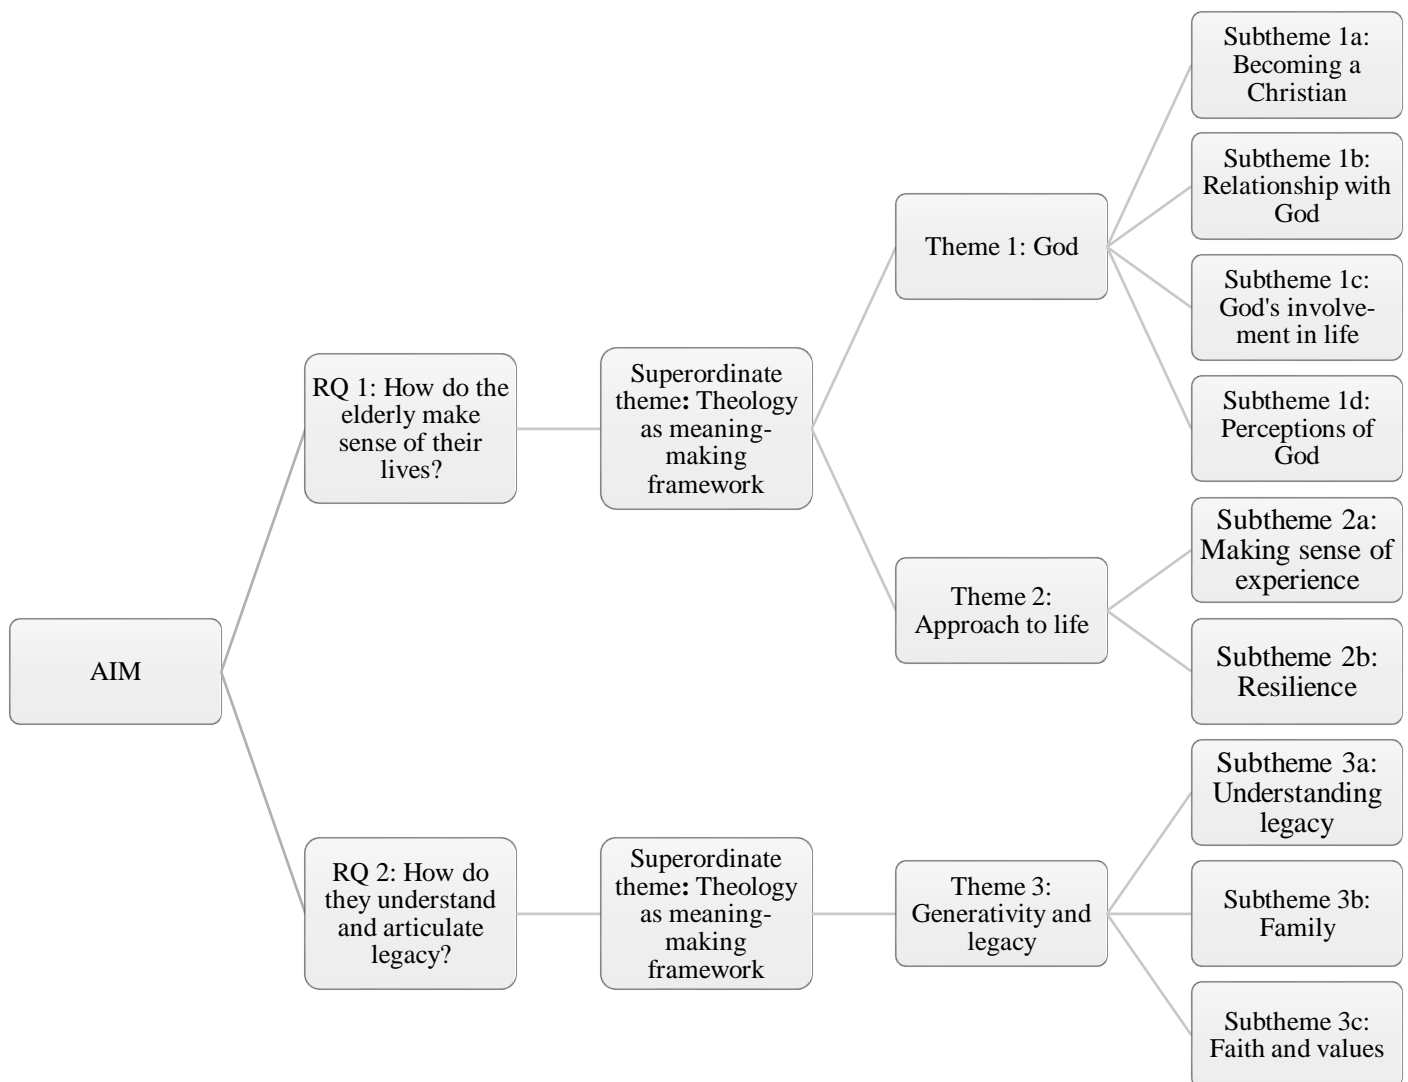 AIM
RQ 1: How do the
elderly make
sense of their
lives?
Superordinate
theme: Theology
as meaning-
making
framework
Theme 1: God
Subtheme 1a:
Becoming a
Christian
Subtheme 1b:
Relationship with
God
Subtheme 1c:
God's involve-
ment in life
Subtheme 1d:
Perceptions of
God
Theme 2:
Approach to life
Subtheme 2a:
Making sense of
experience
Subtheme 2b:
Resilience
RQ 2: How do
they understand
and articulate
legacy?
Superordinate
theme: Theology
as meaning-
making
framework
Theme 3:
Generativity and
legacy
Subtheme 3a:
Understanding
legacy
Subtheme 3b:
Family
Subtheme 3c:
Faith and values